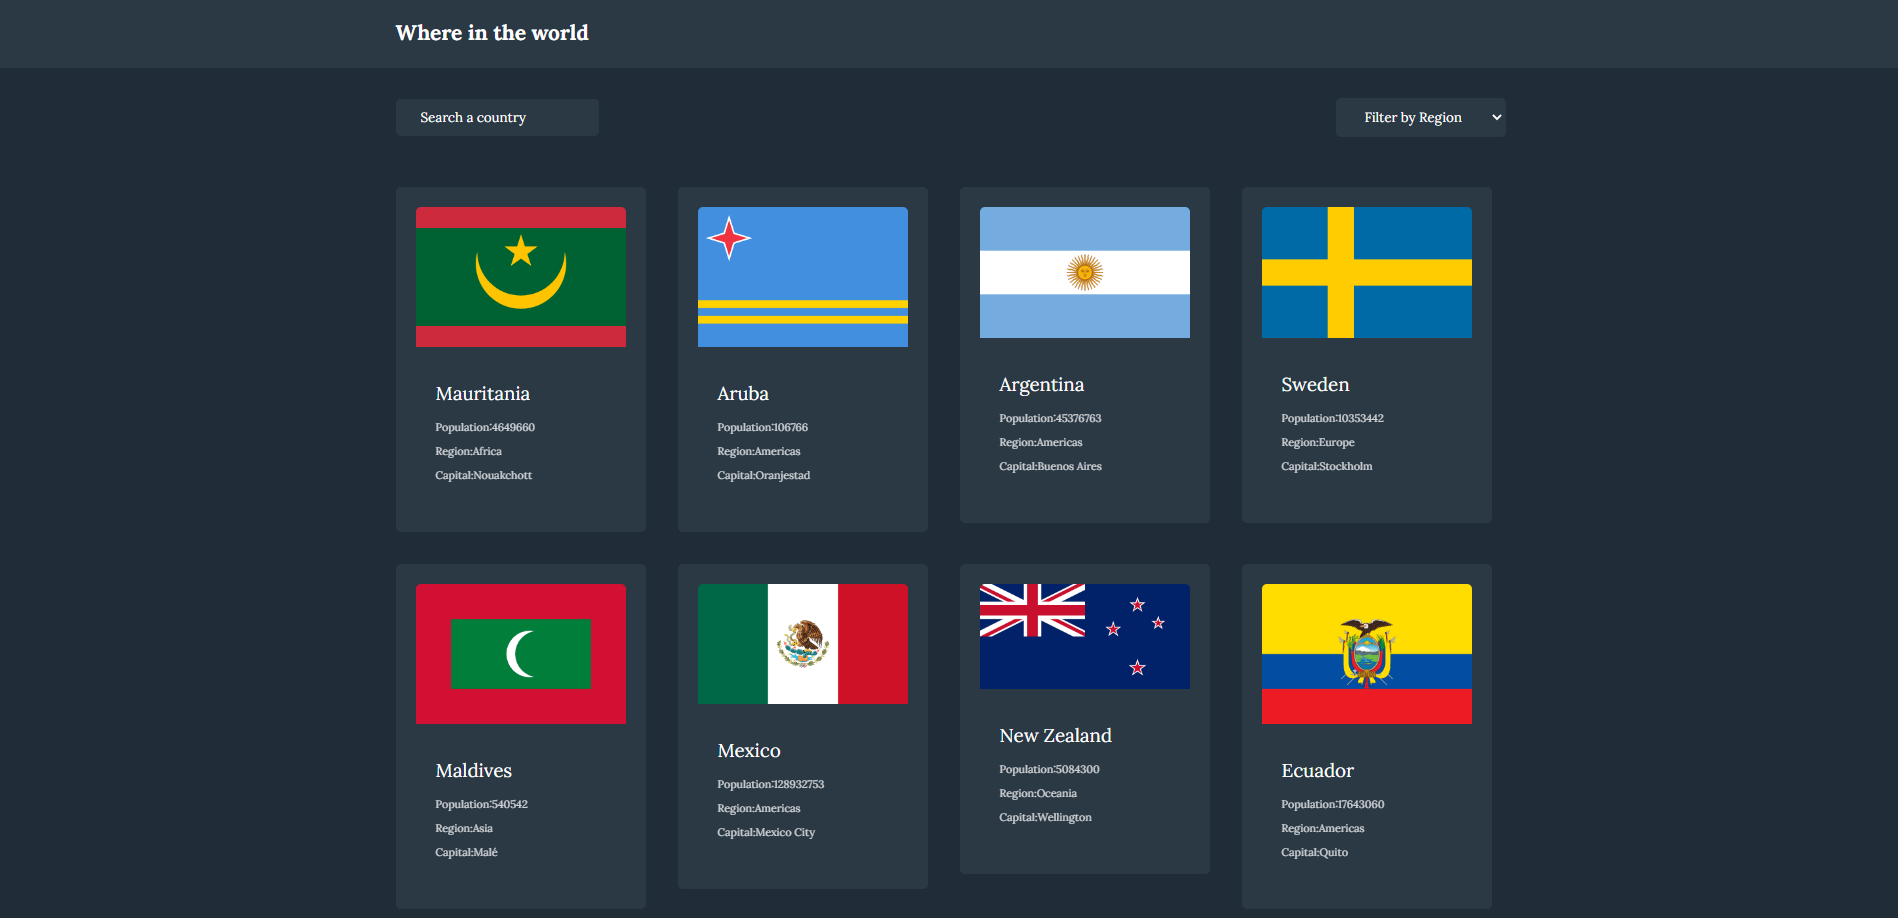 Where in the world
Search a country
Filter by Region
Mauritania
Population:4649660
Region:Africa
Capital:Nouakchott
Aruba
Population:106766
Region:Americas
Capital:Oranjestad
Argentina
Population:45376763
Region:Americas
Capital:Buenos Aires
Sweden
Population:10353442
Region:Europe
Capital:Stockholm
Maldives
Population:540542
Region:Asia
Capital:Malé
Mexico
Population:128932753
Region:Americas
Capital:Mexico City
New Zealand
Population:5084300
Region:Oceania
Capital:Wellington
Ecuador
Population:17643060
Region:Americas
Capital:Quito